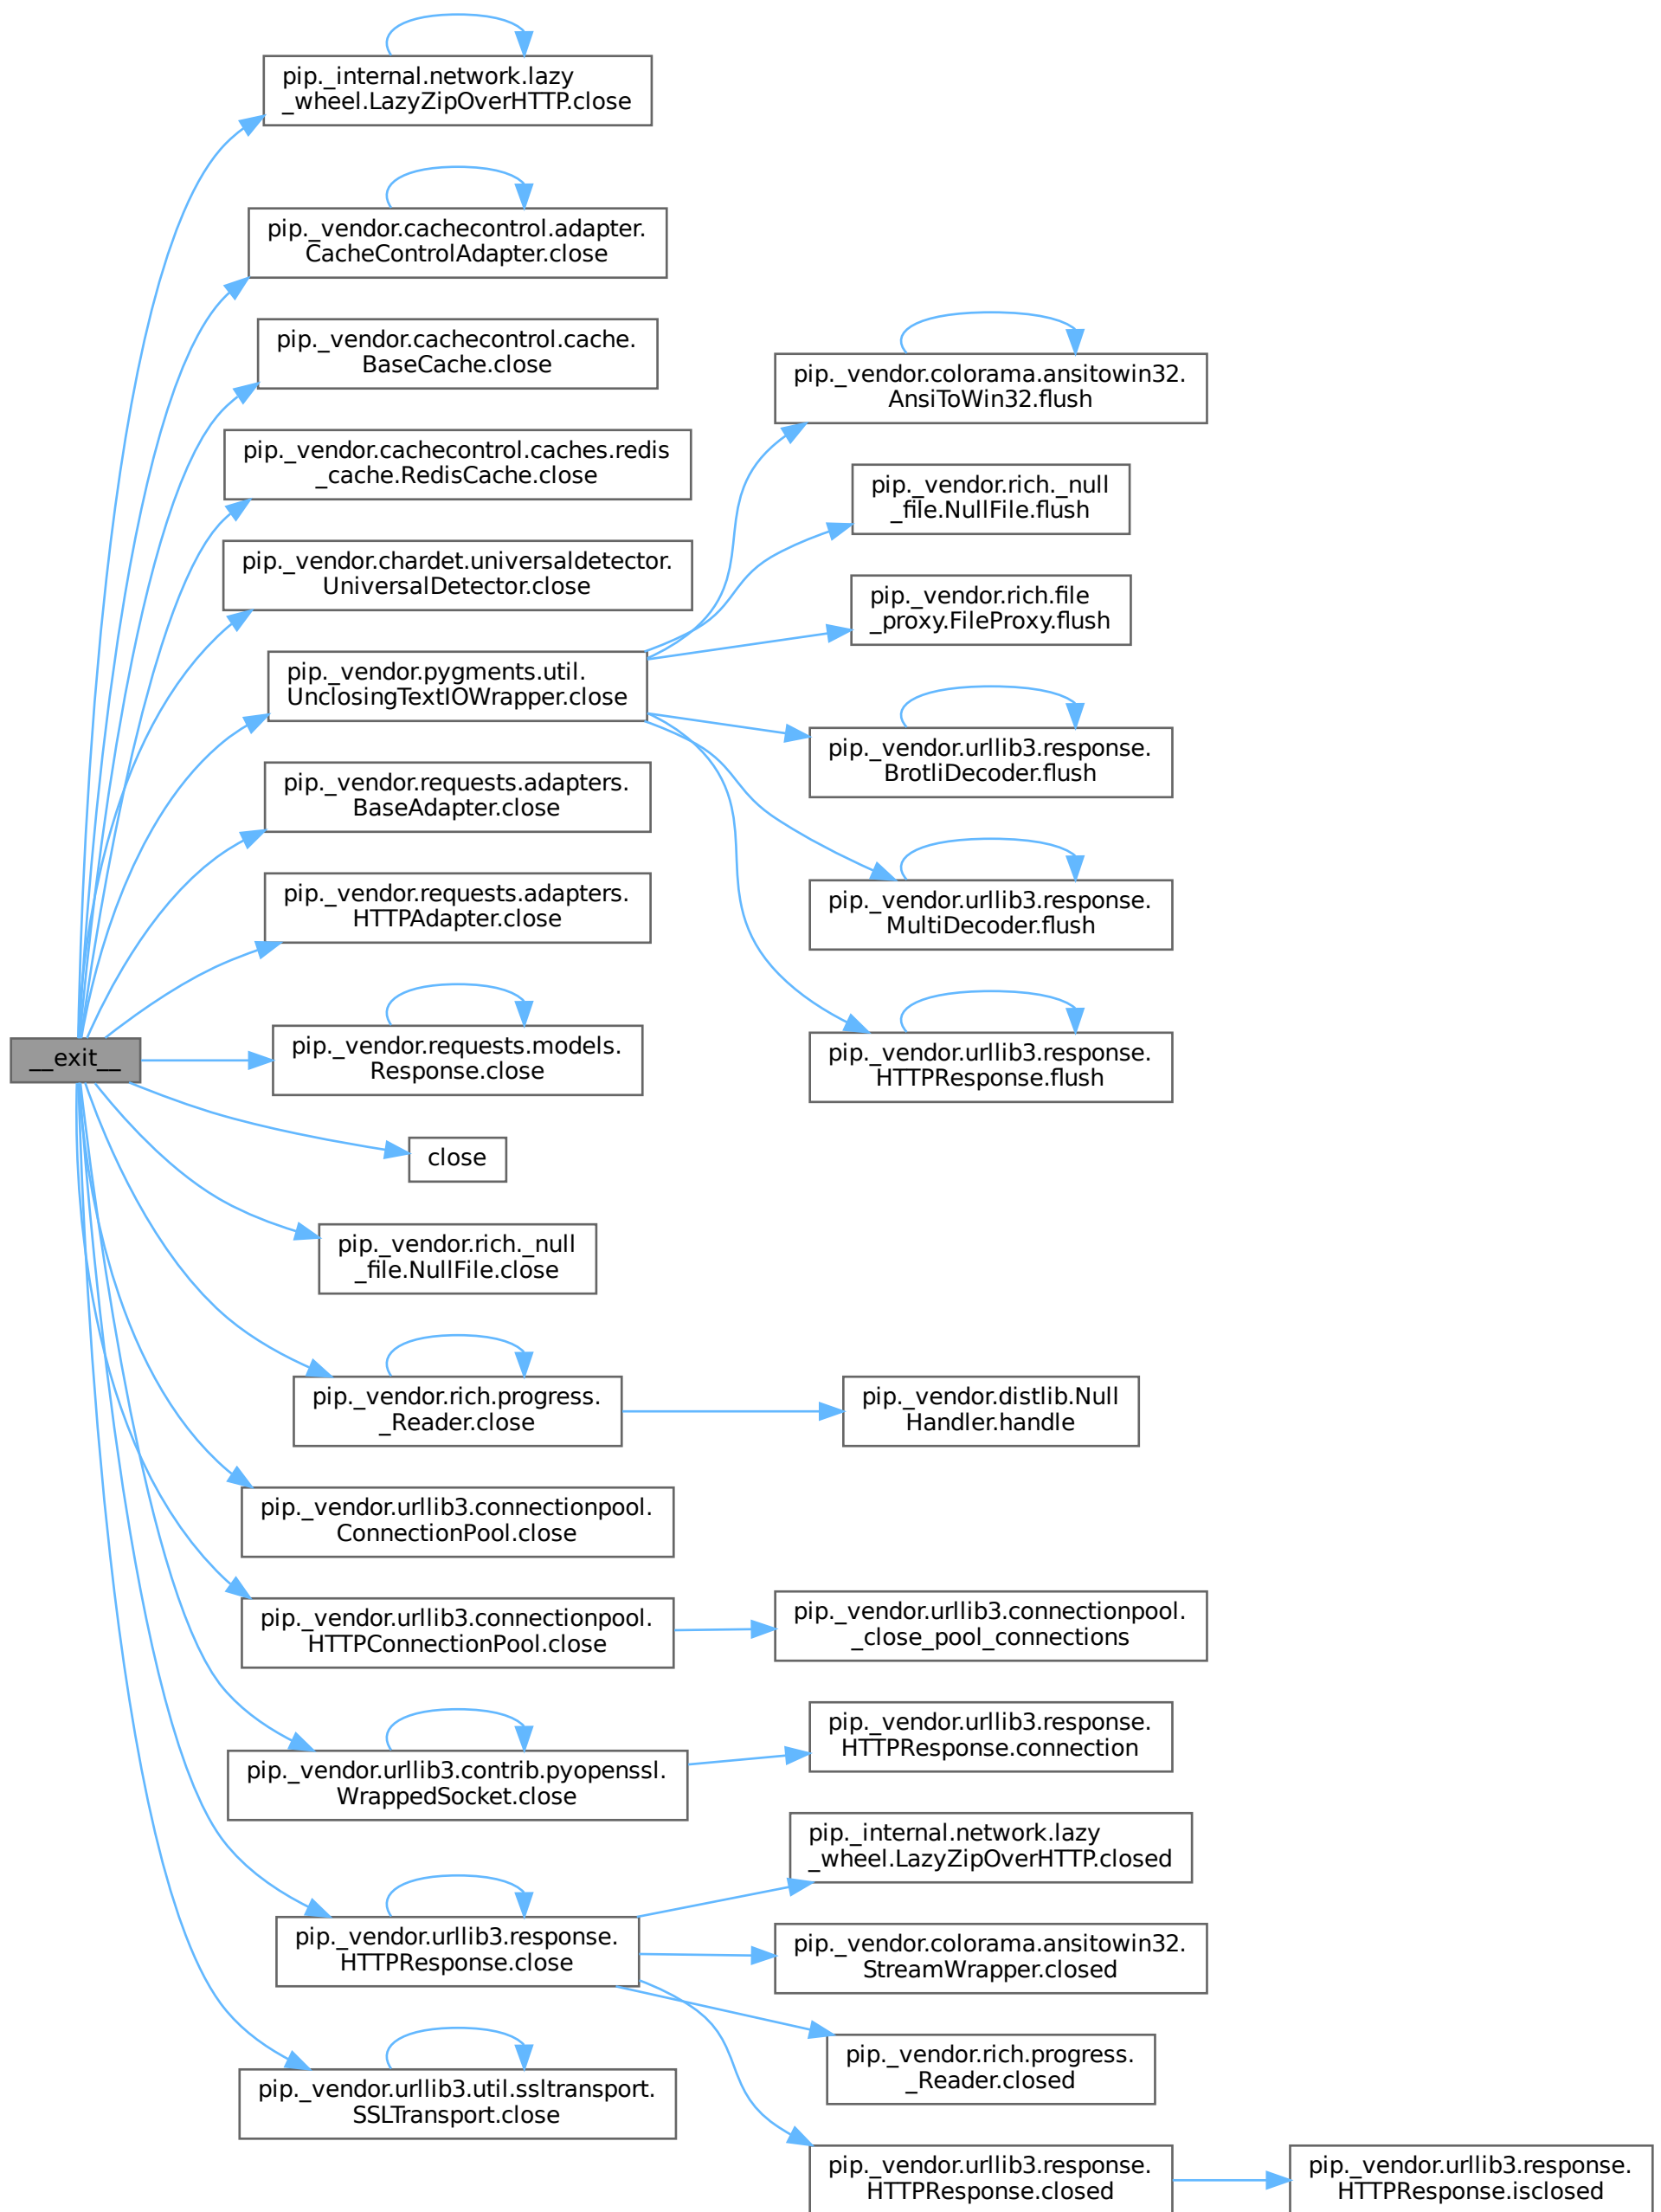 pip._internal.network.lazy
_wheel.LazyZipOverHTTP.close
pip._vendor.cachecontrol.adapter.
CacheControlAdapter.close
pip._vendor.cachecontrol.cache.
BaseCache.close
pip._vendor.cachecontrol.caches.redis
_cache.RedisCache.close
pip._vendor.chardet.universaldetector.
UniversalDetector.close
pip._vendor.pygments.util.
UnclosingTextIOWrapper.close
pip._vendor.requests.adapters.
BaseAdapter.close
pip._vendor.requests.adapters.
HTTPAdapter.close
__exit__
pip._vendor.requests.models.
Response.close
close
pip._vendor.rich._null
_file.NullFile.close
pip._vendor.rich.progress.
_Reader.close
pip._vendor.urllib3.connectionpool.
ConnectionPool.close
pip._vendor.urllib3.connectionpool.
HTTPConnectionPool.close
pip._vendor.urllib3.contrib.pyopenssl.
WrappedSocket.close
pip._vendor.urllib3.response.
HTTPResponse.close
pip._vendor.urllib3.util.ssltransport.
SSLTransport.close
pip._vendor.colorama.ansitowin32.
AnsiToWin32.flush
pip._vendor.rich._null
_file.NullFile.flush
pip._vendor.rich.file
_proxy.FileProxy.flush
pip._vendor.urllib3.response.
BrotliDecoder.flush
pip._vendor.urllib3.response.
MultiDecoder.flush
pip._vendor.urllib3.response.
HTTPResponse.flush
pip._vendor.distlib.Null
Handler.handle
pip._vendor.urllib3.connectionpool.
_close_pool_connections
pip._vendor.urllib3.response.
HTTPResponse.connection
pip._internal.network.lazy
_wheel.LazyZipOverHTTP.closed
pip._vendor.colorama.ansitowin32.
StreamWrapper.closed
pip._vendor.rich.progress.
_Reader.closed
pip._vendor.urllib3.response.
HTTPResponse.closed
pip._vendor.urllib3.response.
HTTPResponse.isclosed